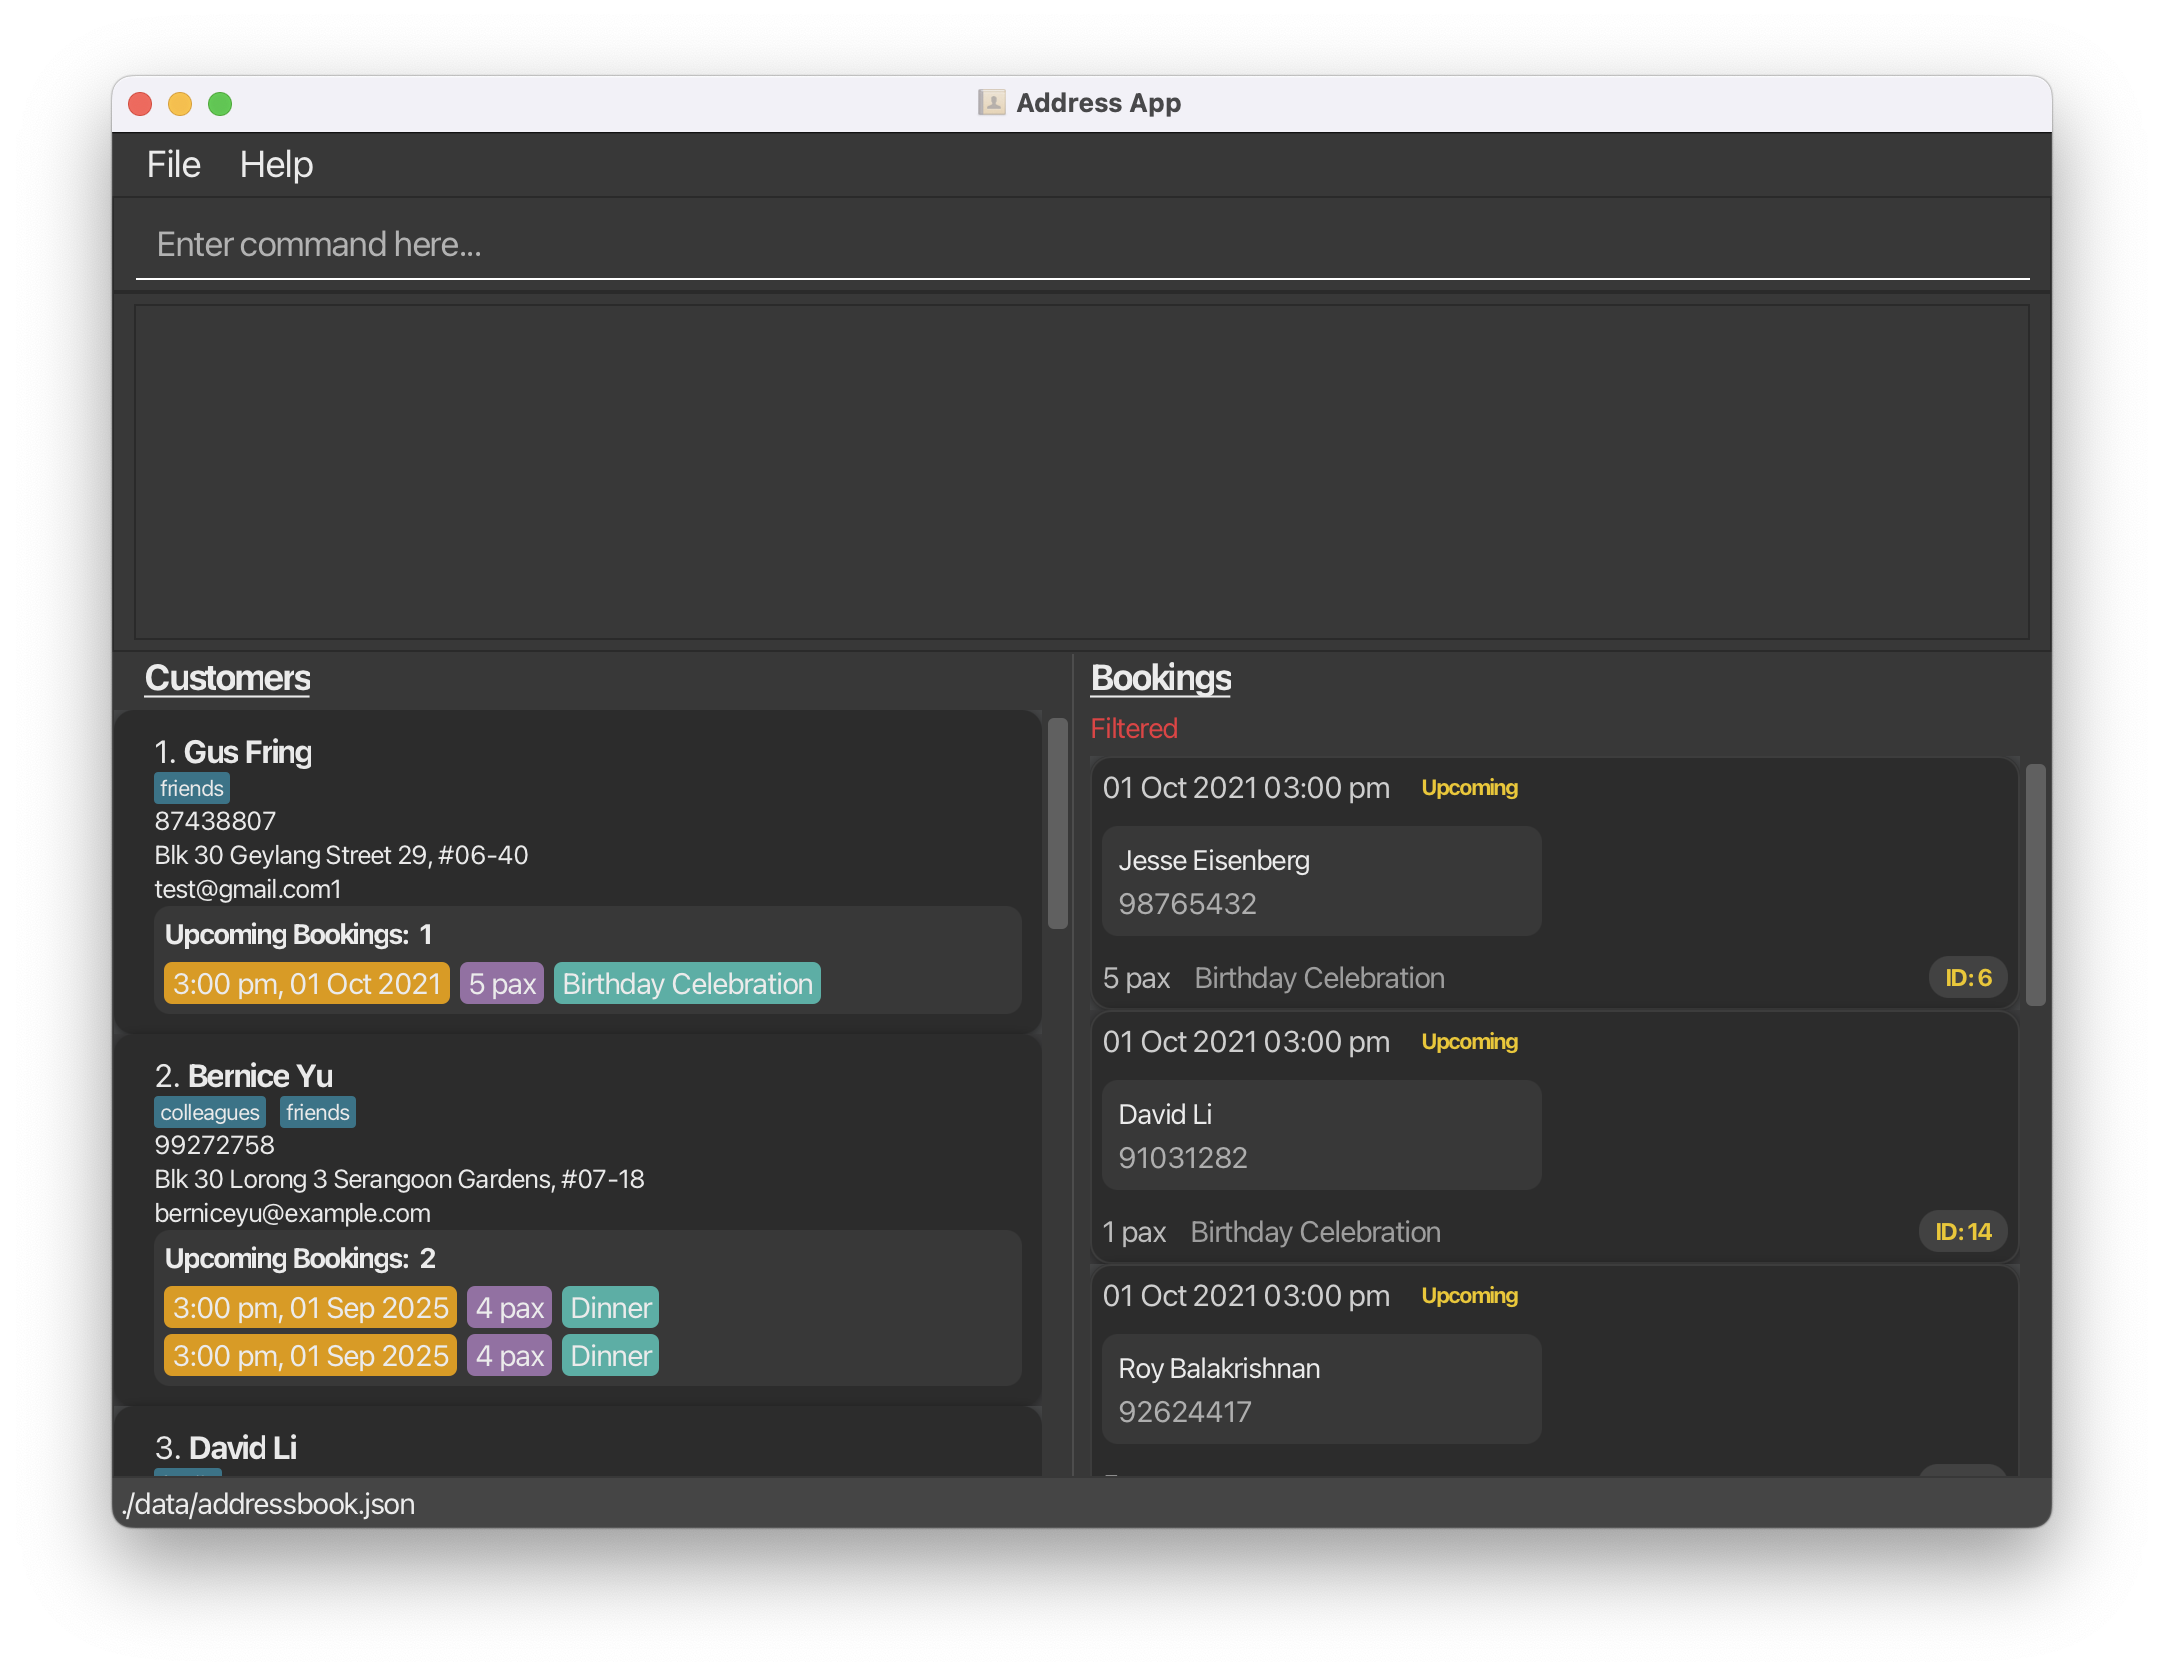 Address App
File Help
Enter command here...
Customers
1. Gus Fring
friends
87438807
Blk 30 Geylang Street 29, #06-40
test@gmail.com1
Upcoming Bookings: 1
3:00 pm, 01 Oct 2021 5 pax Birthday Celebration
2. Bernice Yu
colleagues friends
99272758
Blk 30 Lorong 3 Serangoon Gardens, #07-18
berniceyu@example.com
Upcoming Bookings: 2
3:00 pm, 01 Sep 2025 4 pax Dinner
3:00 pm, 01 Sep 2025 4 pax Dinner
3. David Li
Bookings
Filtered
01 Oct 2021 03:00 pm Upcoming
Jesse Eisenberg
98765432
5 pax Birthday Celebration ID: 6
01 Oct 2021 03:00 pm Upcoming
David Li
91031282
1 pax Birthday Celebration ID: 14
01 Oct 2021 03:00 pm Upcoming
Roy Balakrishnan
92624417
./data/addressbook.json